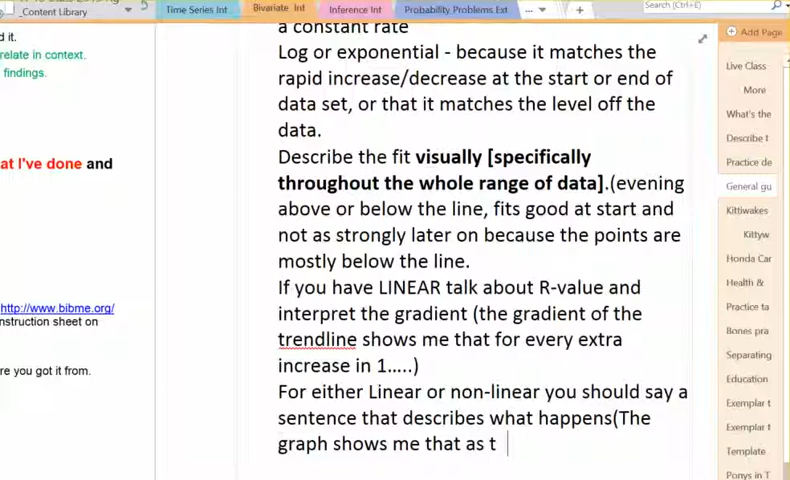 _Content Library
Time Series Int
Bivariate Int
Inference Int
Probability Problems Ext
...
+
Search (Ctrl+E)
d it.
relate in context.
findings.
at I've done and
http://www.bibme.org/
nstruction sheet on
re you got it from.
a constant rate
Log or exponential - because it matches the
rapid increase/decrease at the start or end of
data set, or that it matches the level off the
data.
Describe the fit visually [specifically
throughout the whole range of data].(evening
above or below the line, fits good at start and
not as strongly later on because the points are
mostly below the line.
If you have LINEAR talk about R-value and
interpret the gradient (the gradient of the
trendline shows me that for every extra
increase in 1.....)
For either Linear or non-linear you should say a
sentence that describes what happens(The
graph shows me that as t
Add Page
Live Class
More
What's the
Describe t
Practice de
General gu
Kittiwakes
Kittyw
Honda Car
Health &
Practice ta
Bones pra
Separating
Education
Exemplar t
Exemplar t
Template
Ponys in T